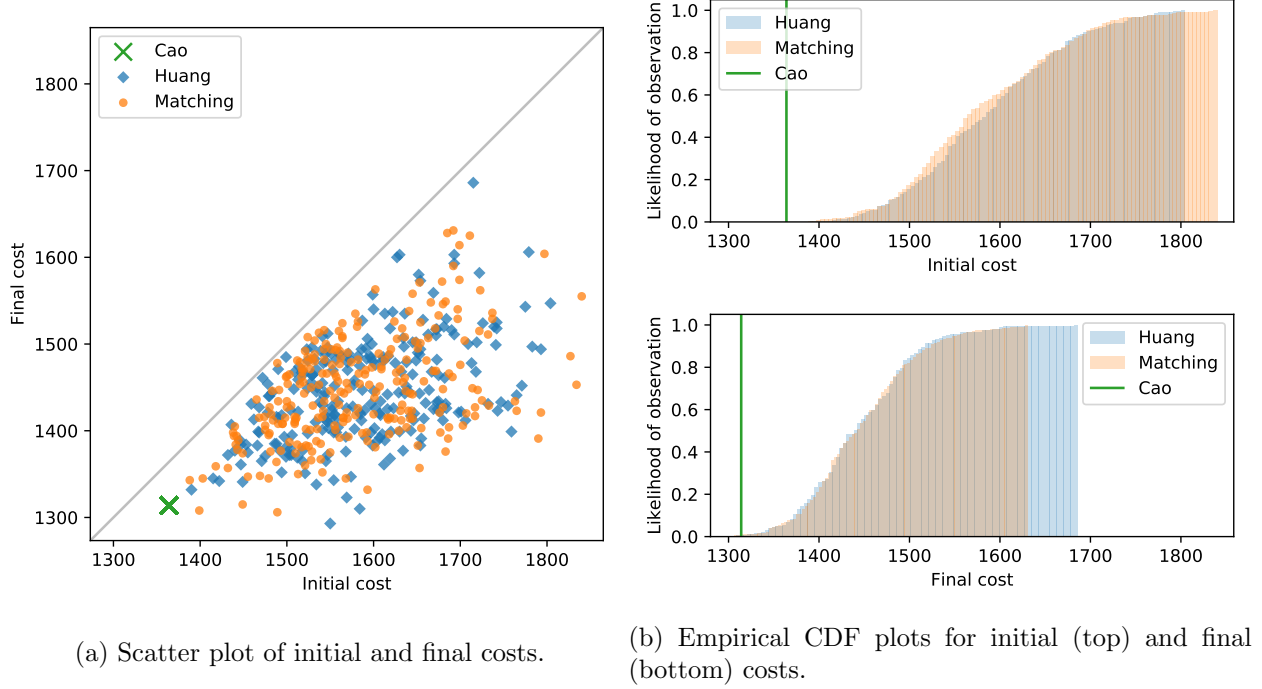 Cao
Huang
Matching
1800
1700
1600
1500
1400
1300
Final cost
1300 1400 1500 1600 1700 1800
Initial cost
(a) Scatter plot of initial and final costs.
Huang
Matching
Cao
1.0
0.8
0.6
0.4
0.2
0.0
Likelihood of observation
1300 1400 1500 1600 1700 1800
Initial cost
Huang
Matching
Cao
1.0
0.8
0.6
0.4
0.2
0.0
Likelihood of observation
1300 1400 1500 1600 1700 1800
Final cost
(b) Empirical CDF plots for initial (top) and final
(bottom) costs.